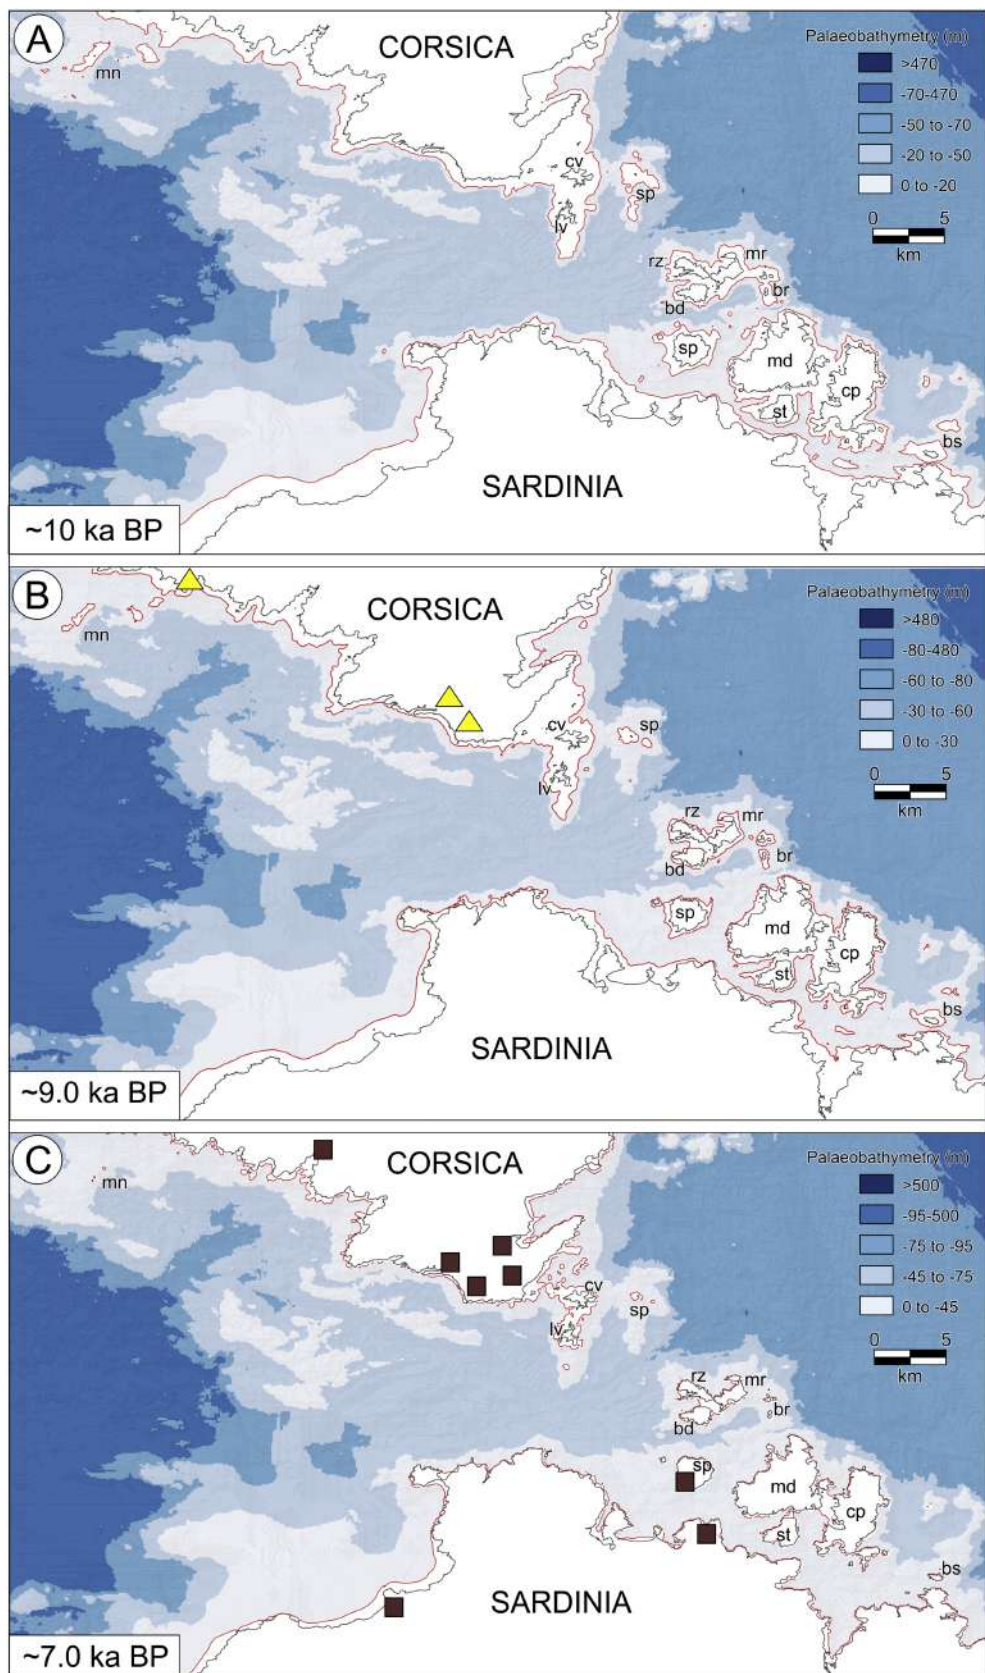 A
CORSICA
Palaeobathymetry (m)
>470
-70-470
-50 to -70
-20 to -50
0 to -20
0 5
km
mn
cv
sp
lv
rz
mr
br
bd
sp
md
cp
st
bs
SARDINIA
~10 ka BP
B
CORSICA
Palaeobathymetry (m)
>480
-80-480
-60 to -80
-30 to -60
0 to -30
0 5
km
mn
cv
sp
lv
rz
mr
br
bd
sp
md
cp
st
bs
SARDINIA
~9.0 ka BP
C
CORSICA
Palaeobathymetry (m)
>500
-95-500
-75 to -95
-45 to -75
0 to -45
0 5
km
mn
cv
sp
lv
rz
mr
br
bd
sp
md
cp
st
bs
SARDINIA
~7.0 ka BP